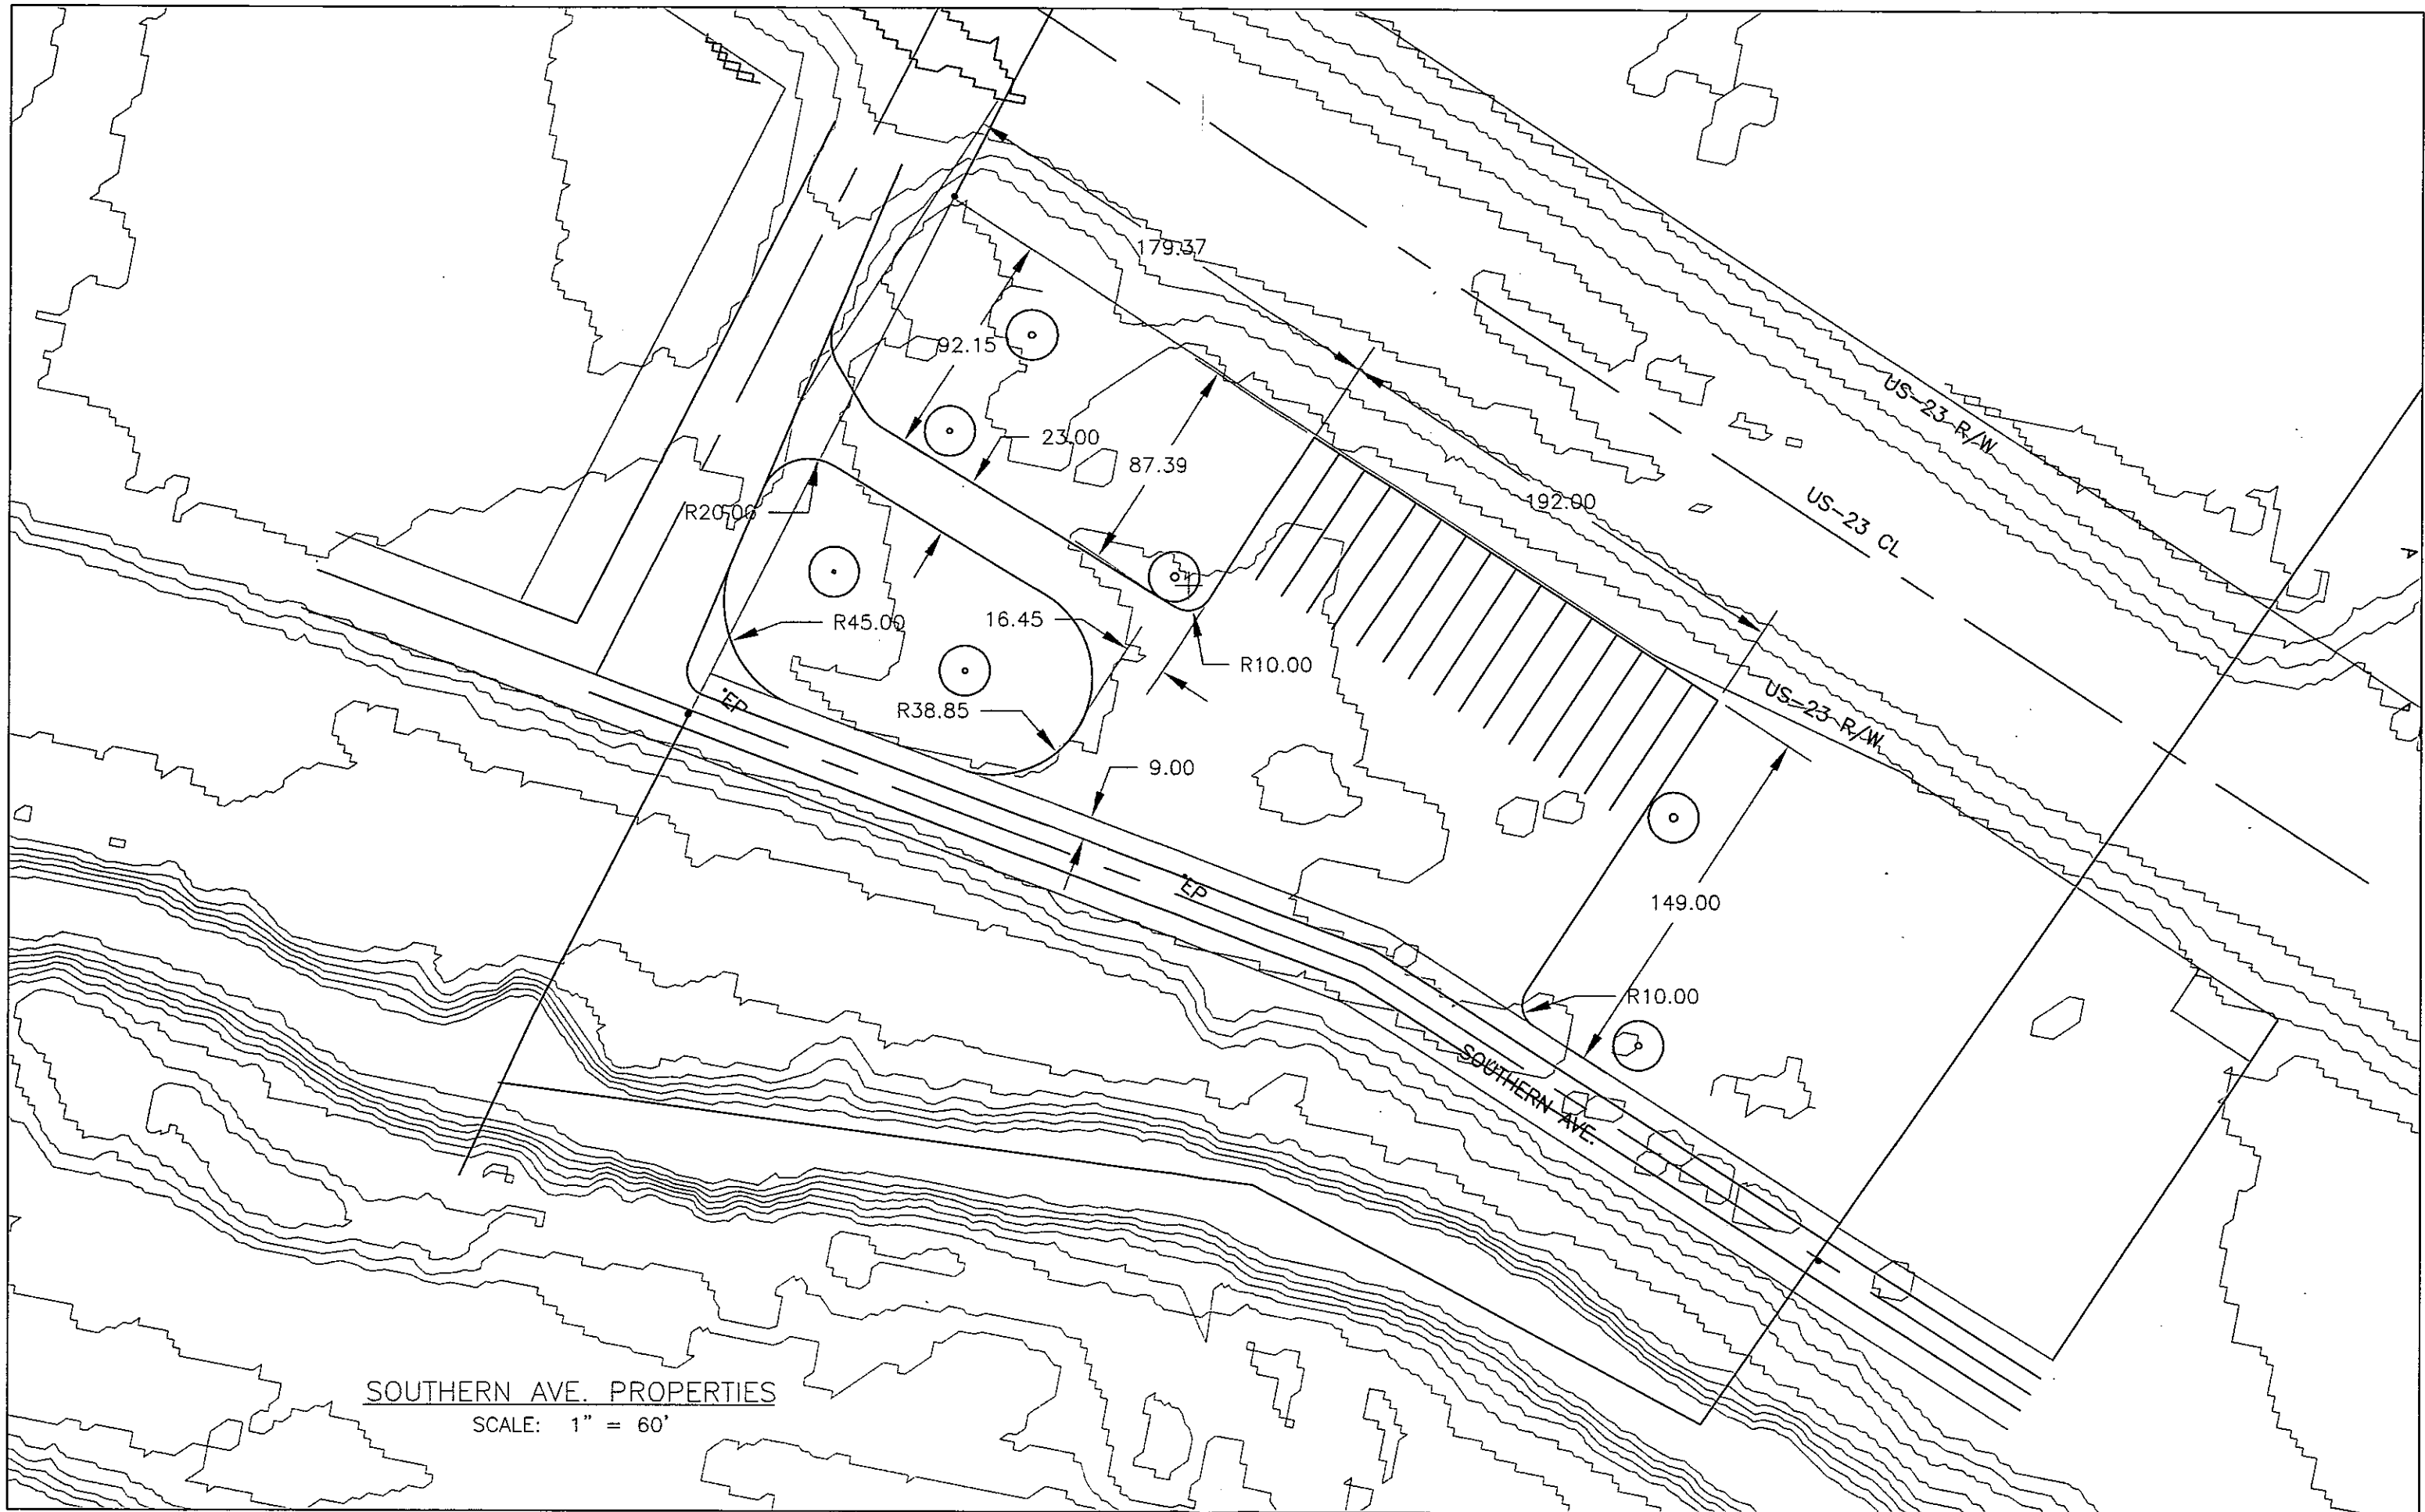 179.37
92.15
US-23 R/W
23.00
87.39
192.00
US-23 CL
R20.00
R45.00
16.45
R10.00
US-23 R/W
EP
R38.85
9.00
EP
149.00
R10.00
SOUTHERN AVE.
SOUTHERN AVE. PROPERTIES
SCALE: 1" = 60'